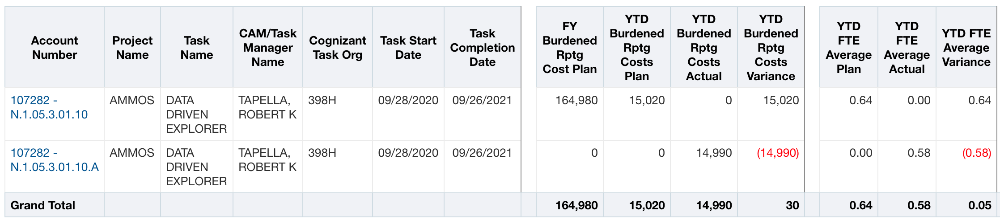 Account Number
Project Name
Task Name
CAM/Task Manager Name
Cognizant Task Org
Task Start Date
Task Completion Date
FY Burdened Rptg Cost Plan
YTD Burdened Rptg Costs Plan
YTD Burdened Rptg Costs Actual
YTD Burdened Rptg Costs Variance
YTD FTE Average Plan
YTD FTE Average Actual
YTD FTE Average Variance
107282 - N.1.05.3.01.10
AMMOS
DATA DRIVEN EXPLORER
TAPELLA, ROBERT K
398H
09/28/2020
09/26/2021
164,980
15,020
0
15,020
0.64
0.00
0.64
107282 - N.1.05.3.01.10.A
AMMOS
DATA DRIVEN EXPLORER
TAPELLA, ROBERT K
398H
09/28/2020
09/26/2021
0
0
14,990
(14,990)
0.00
0.58
(0.58)
Grand Total
164,980
15,020
14,990
30
0.64
0.58
0.05